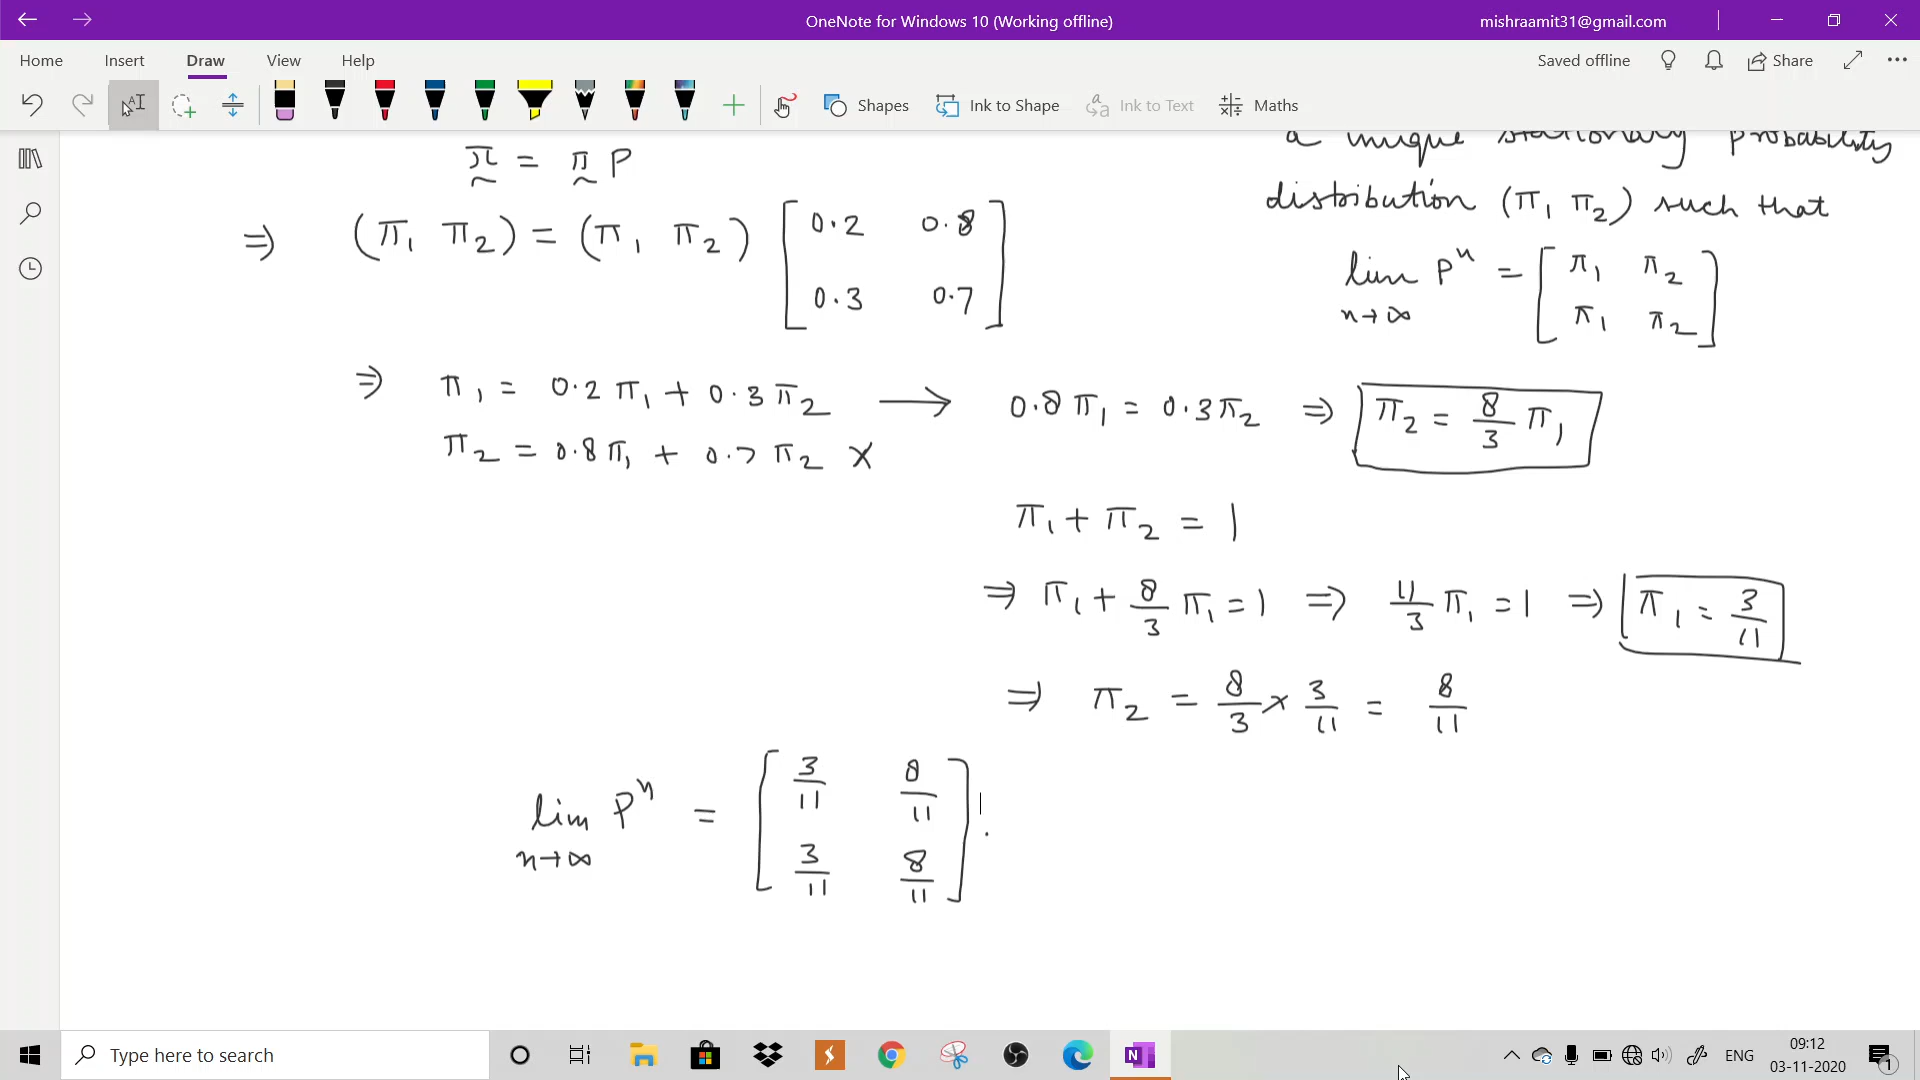 OneNote for Windows 10 (Working offline)
mishraamit31@gmail.com
Home Insert Draw View Help
Saved offline Share
Shapes Ink to Shape Ink to Text Maths
a unique stationary probability
distribution (π₁ π₂) such that
lim P^n = [π₁ π₂
n→∞
π₁ π₂]
π = π P
⇒ (π₁ π₂) = (π₁ π₂) [0.2 0.8
0.3 0.7]
⇒ π₁ = 0.2 π₁ + 0.3 π₂ → 0.8 π₁ = 0.3 π₂ ⇒ π₂ = 8/3 π₁
π₂ = 0.8 π₁ + 0.7 π₂ ×
π₁ + π₂ = 1
⇒ π₁ + 8/3 π₁ = 1 ⇒ 11/3 π₁ = 1 ⇒ π₁ = 3/11
⇒ π₂ = 8/3 × 3/11 = 8/11
lim P^n = [3/11 8/11
n→∞
3/11 8/11].
Type here to search
ENG
09:12
03-11-2020
1